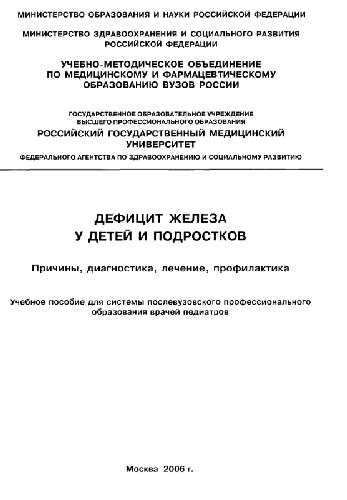 МИНИСТЕРСТВО ОБРАЗОВАНИЯ И НАУКИ РОССИЙСКОЙ ФЕДЕРАЦИИ
МИНИСТЕРСТВО ЗДРАВООХРАНЕНИЯ И СОЦИАЛЬНОГО РАЗВИТИЯ
РОССИЙСКОЙ ФЕДЕРАЦИИ
УЧЕБНО-МЕТОДИЧЕСКОЕ ОБЪЕДИНЕНИЕ
ПО МЕДИЦИНСКОМУ И ФАРМАЦЕВТИЧЕСКОМУ
ОБРАЗОВАНИЮ ВУЗОВ РОССИИ
ГОСУДАРСТВЕННОЕ ОБРАЗОВАТЕЛЬНОЕ УЧРЕЖДЕНИЕ
ВЫСШЕГО ПРОФЕССИОНАЛЬНОГО ОБРАЗОВАНИЯ
РОССИЙСКИЙ ГОСУДАРСТВЕННЫЙ МЕДИЦИНСКИЙ
УНИВЕРСИТЕТ
ФЕДЕРАЛЬНОГО АГЕНТСТВА ПО ЗДРАВООХРАНЕНИЮ И СОЦИАЛЬНОМУ РАЗВИТИЮ
ДЕФИЦИТ ЖЕЛЕЗА
У ДЕТЕЙ И ПОДРОСТКОВ
Причины, диагностика, лечение, профилактика
Учебное пособие для системы послевузовского профессионального
образования врачей педиатров
Москва 2006 г.